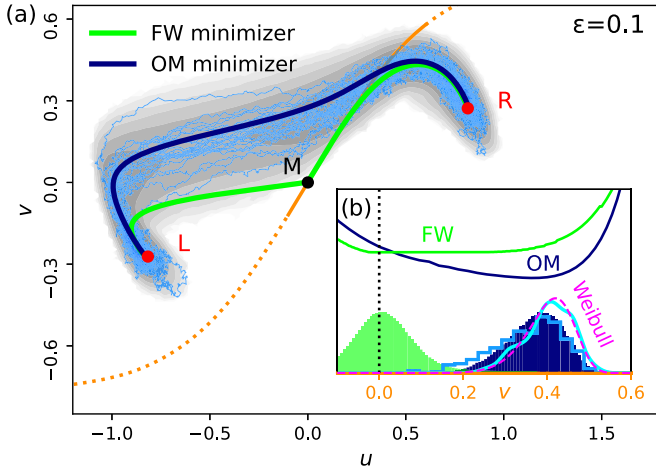 (a)
ε=0.1
FW minimizer
OM minimizer
R
M
L
0.6
0.3
0.0
−0.3
−0.6
v
−1.0
−0.5
0.0
0.5
1.0
1.5
u
(b)
FW
OM
Weibull
0.0
0.2
0.4
0.6
v